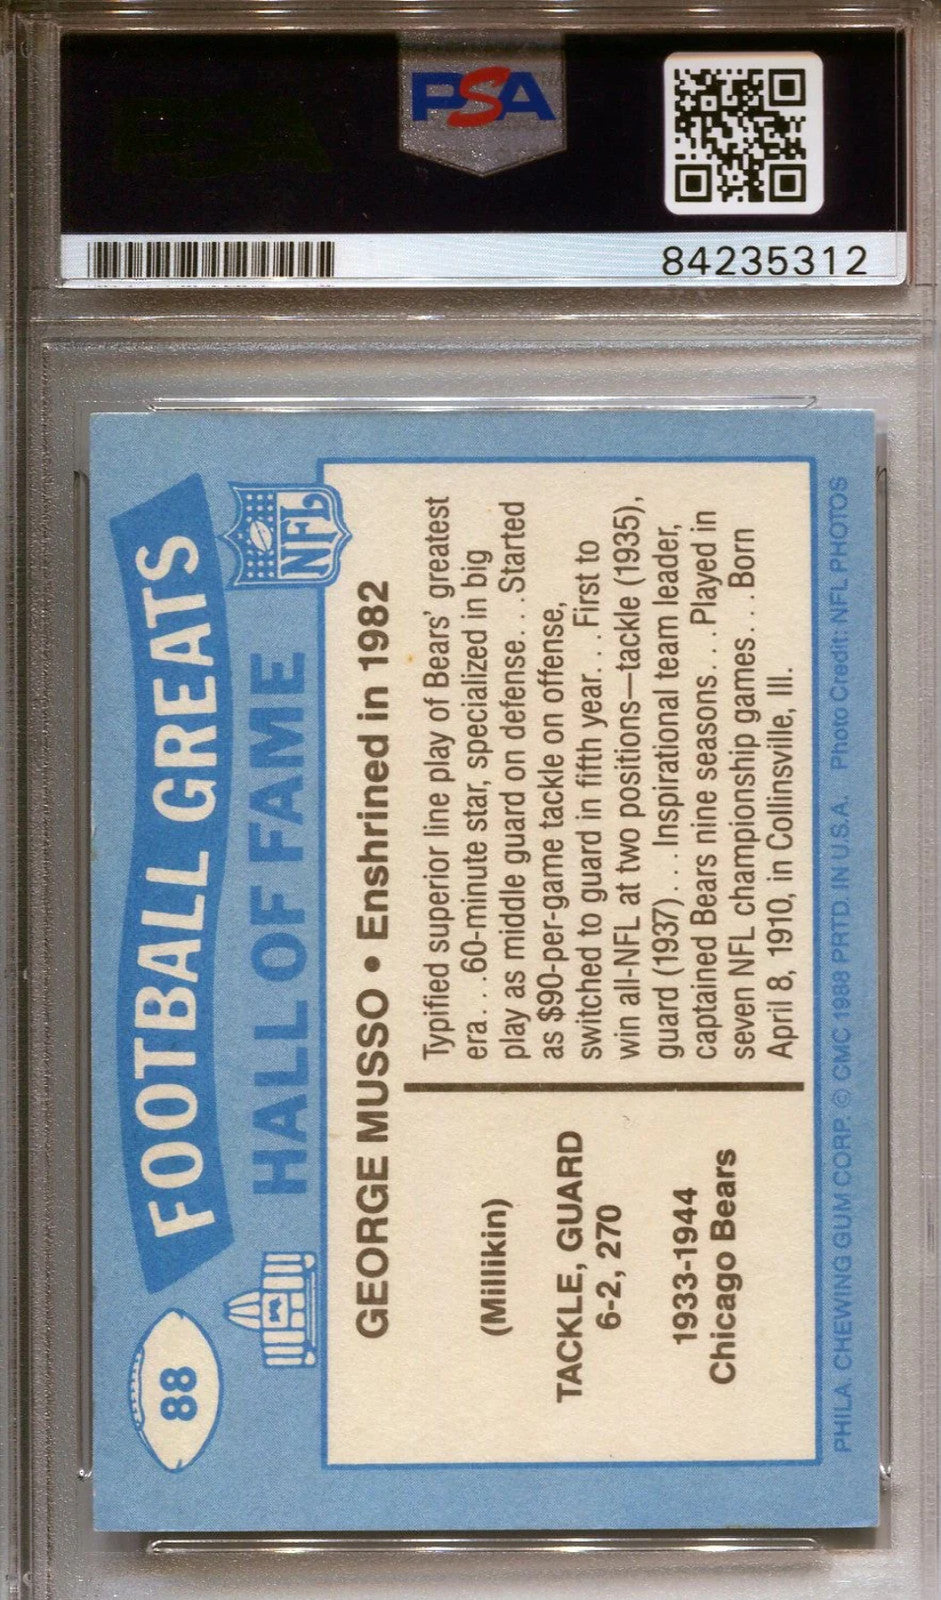 PSA
84235312
88
FOOTBALL GREATS
HALL OF FAME
NFL
GEORGE MUSSO • Enshrined in 1982
(Millikin)
TACKLE, GUARD
6-2, 270
1933-1944
Chicago Bears
Typified superior line play of Bears' greatest
era...60-minute star, specialized in big
play as middle guard on defense...Started
as $90-per-game tackle on offense,
switched to guard in fifth year...First to
win all-NFL at two positions—tackle (1935),
guard (1937)...Inspirational team leader,
captained Bears nine seasons...Played in
seven NFL championship games...Born
April 8, 1910, in Collinsville, Ill.
PHILA. CHEWING GUM CORP. © CMC 1988 PRTD. IN U.S.A. Photo Credit: NFL PHOTOS